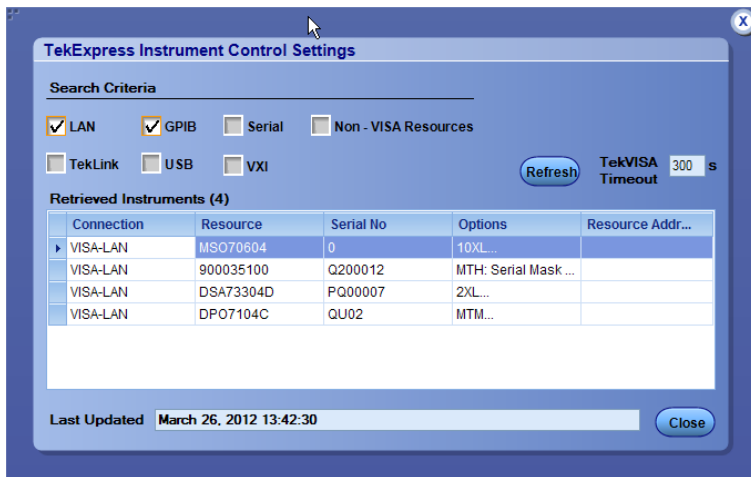 X
TekExpress Instrument Control Settings
Search Criteria
LAN GPIB Serial Non - VISA Resources
TekLink USB VXI
Refresh TekVISA Timeout 300 s
Retrieved Instruments (4)
Connection Resource Serial No Options Resource Addr...
VISA-LAN MSO70604 0 10XL...
VISA-LAN 900035100 Q200012 MTH: Serial Mask ...
VISA-LAN DSA73304D PQ00007 2XL...
VISA-LAN DPO7104C QU02 MTM...
Last Updated March 26, 2012 13:42:30 Close